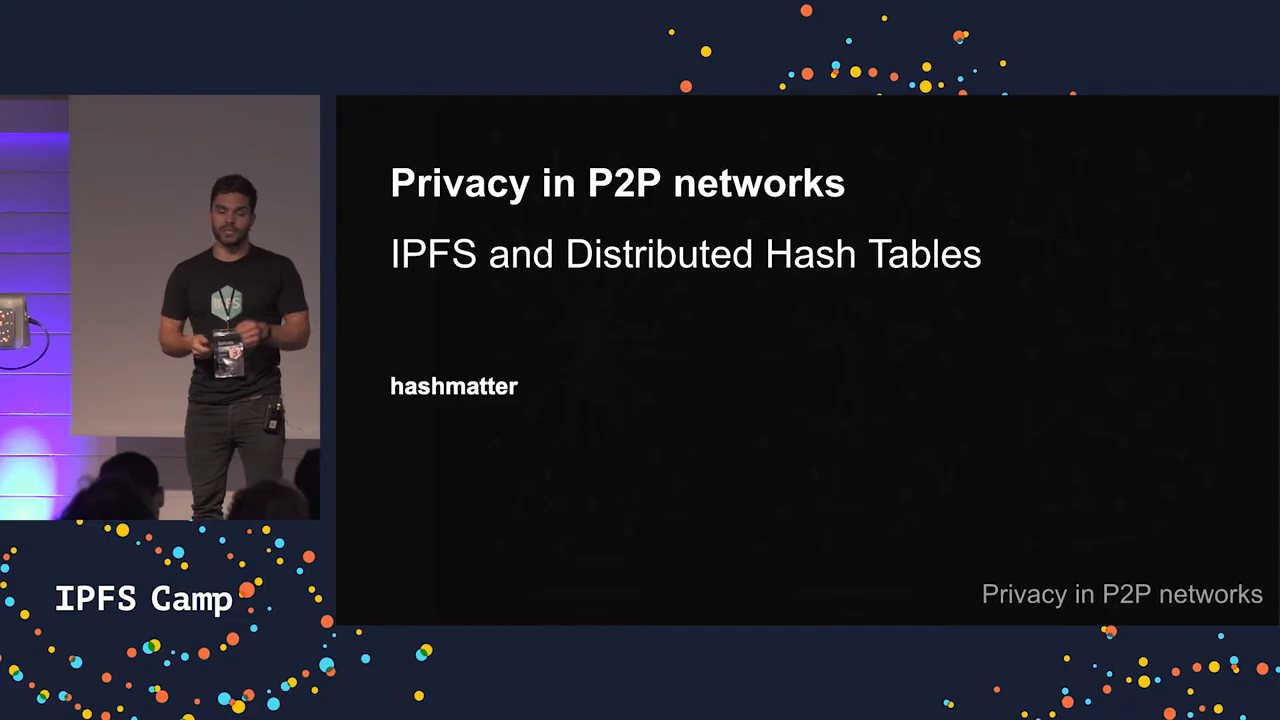 Privacy in P2P networks
IPFS and Distributed Hash Tables
hashmatter
Privacy in P2P networks
IPFS Camp